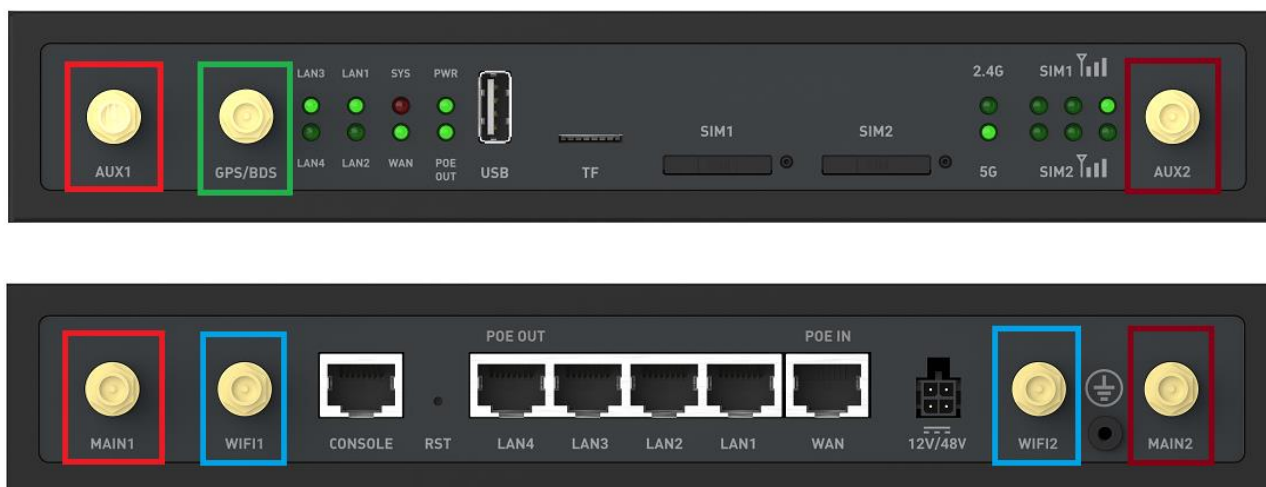 LAN3 LAN1 SYS PWR
2.4G SIM1
SIM1 SIM2
AUX1 GPS/BDS LAN4 LAN2 WAN POE OUT USB TF 5G SIM2 AUX2
POE OUT POE IN
MAIN1 WIFI1 CONSOLE RST LAN4 LAN3 LAN2 LAN1 WAN 12V/48V WIFI2 MAIN2